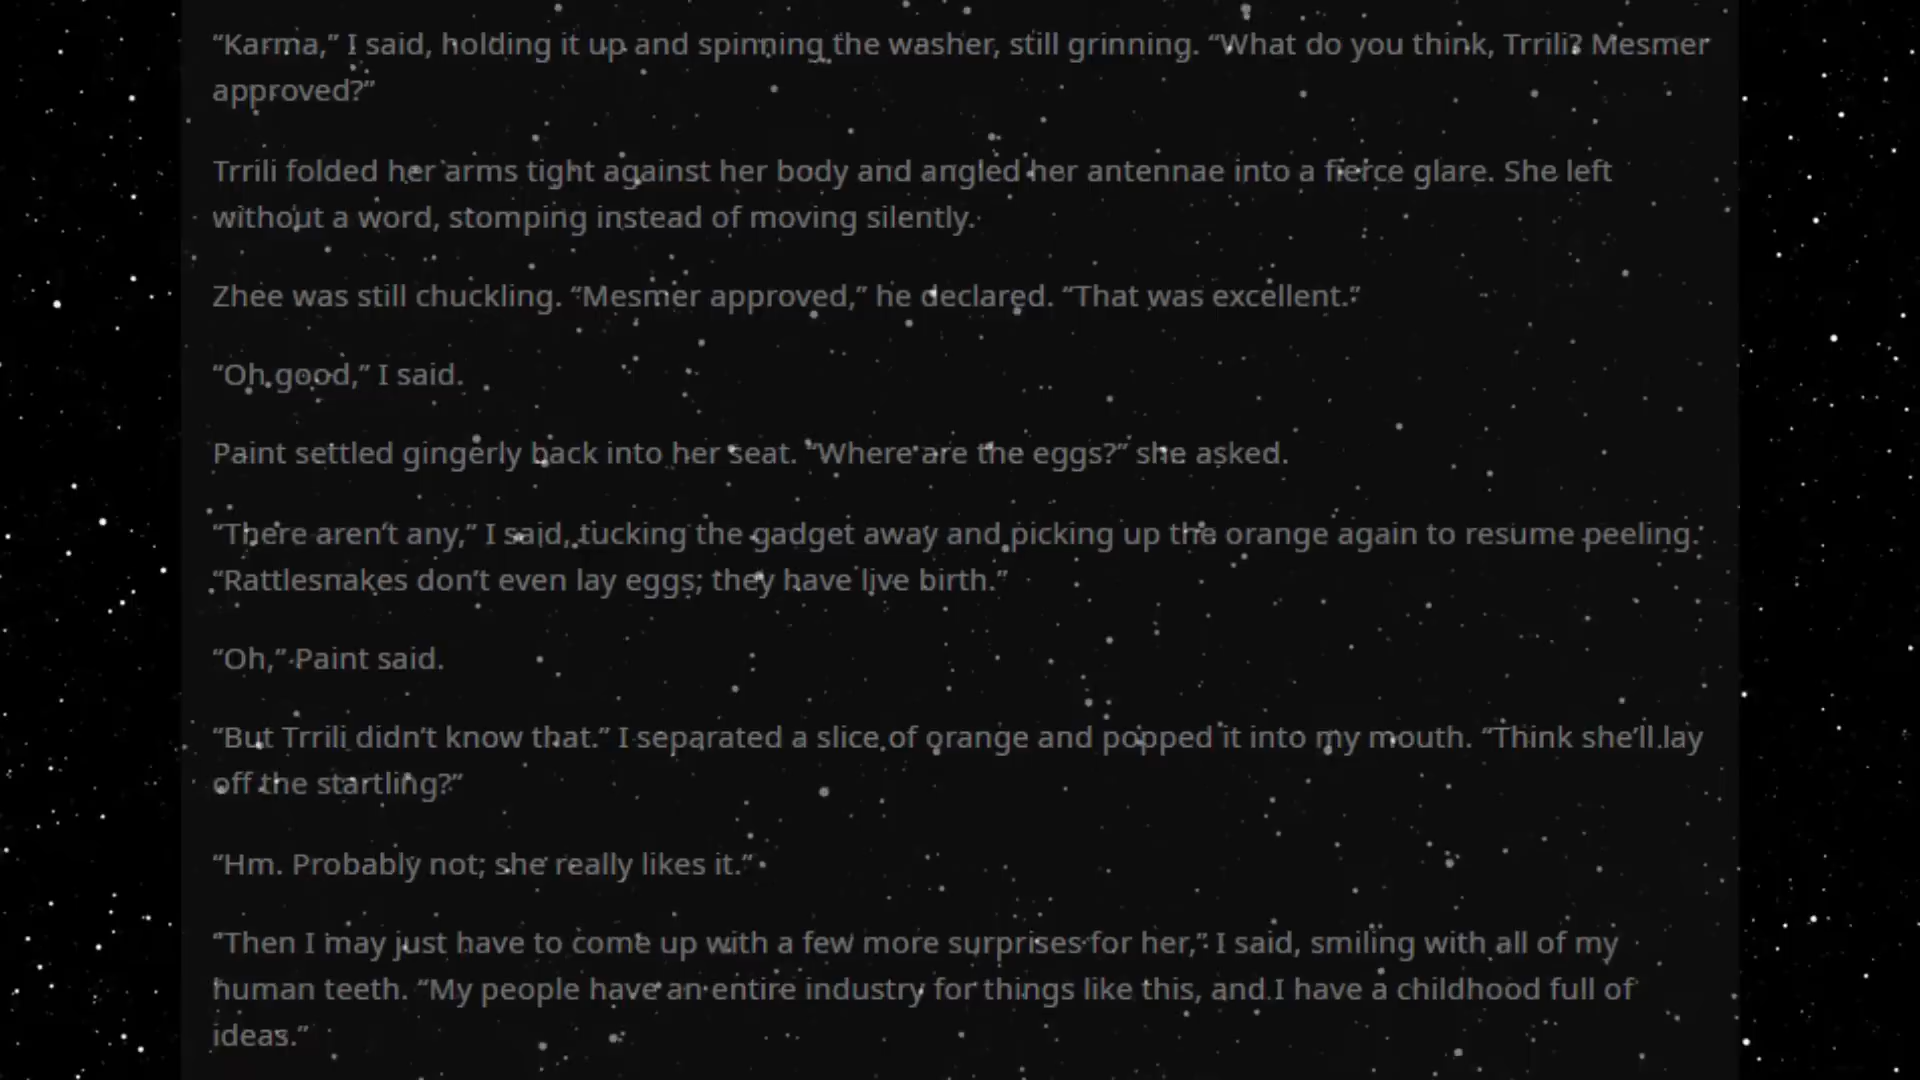 “Karma,” I said, holding it up and spinning the washer, still grinning. “What do you think, Trrili? Mesmer
approved?”
Trrili folded her arms tight against her body and angled her antennae into a fierce glare. She left
without a word, stomping instead of moving silently.
Zhee was still chuckling. “Mesmer approved,” he declared. “That was excellent.”
“Oh good,” I said.
Paint settled gingerly back into her seat. “Where are the eggs?” she asked.
“There aren’t any,” I said, tucking the gadget away and picking up the orange again to resume peeling.
“Rattlesnakes don’t even lay eggs; they have live birth.”
“Oh,” Paint said.
“But Trrili didn’t know that.” I separated a slice of orange and popped it into my mouth. “Think she’ll lay
off the startling?”
“Hm. Probably not; she really likes it.”
“Then I may just have to come up with a few more surprises for her,” I said, smiling with all of my
human teeth. “My people have an entire industry for things like this, and I have a childhood full of
ideas.”